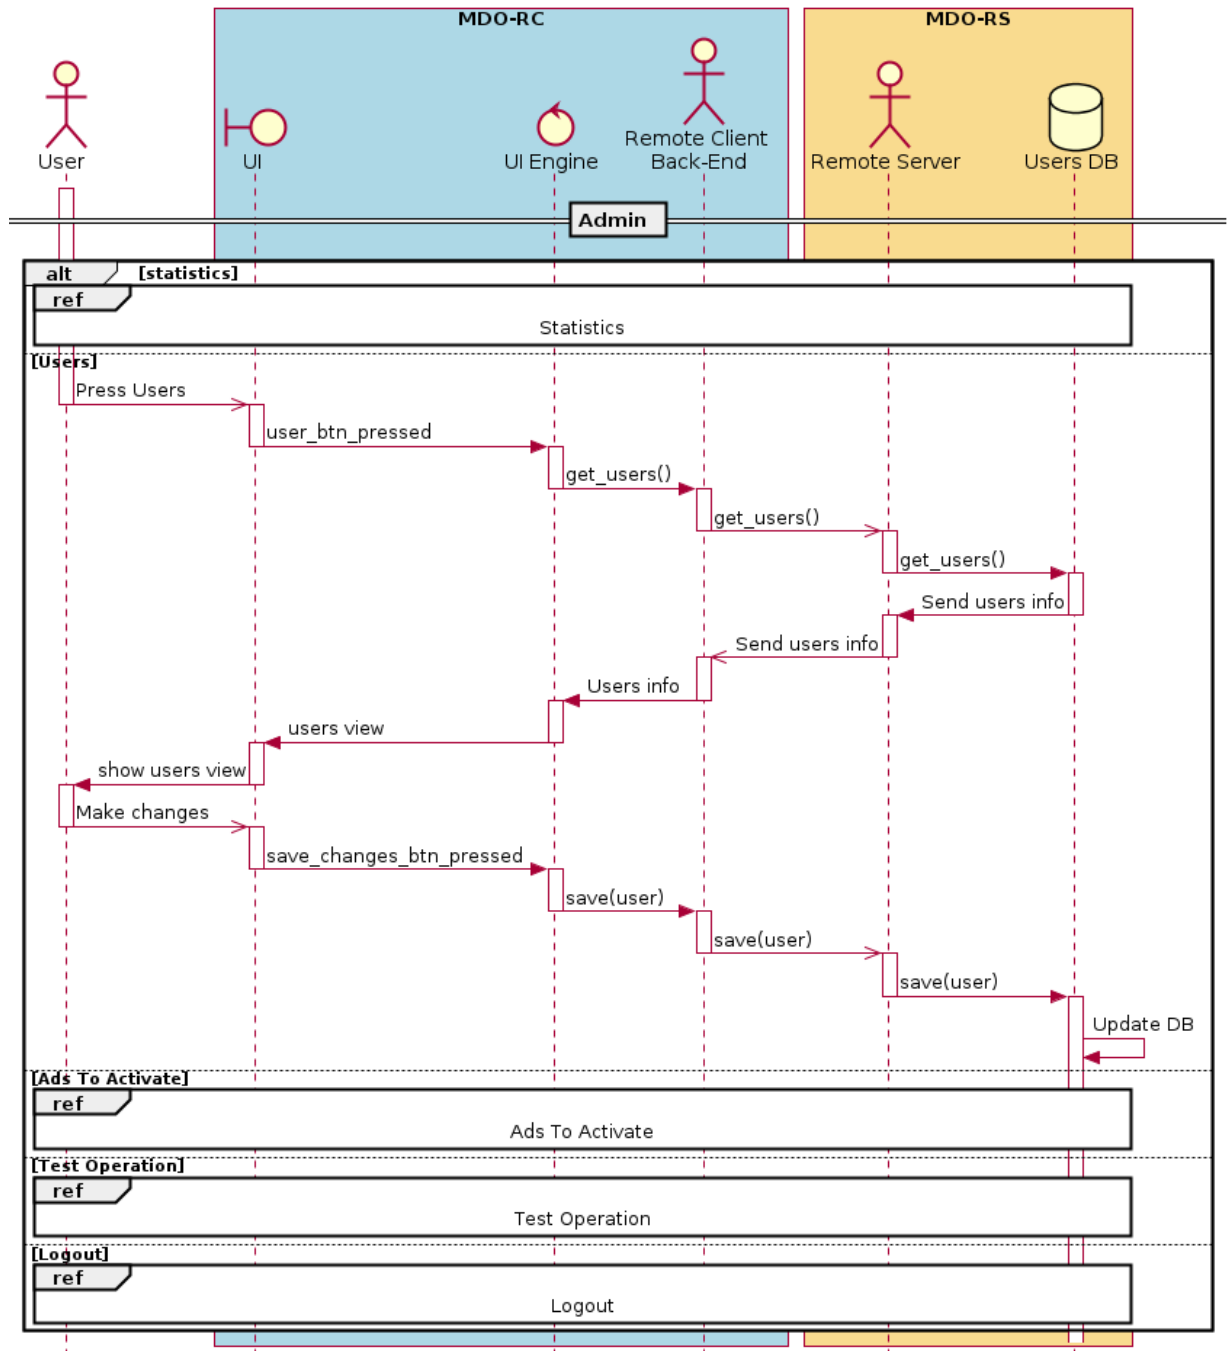 MDO-RC
MDO-RS
User
UI
UI Engine
Remote Client
Back-End
Remote Server
Users DB
Admin
alt
[statistics]
ref
Statistics
[Users]
Press Users
user_btn_pressed
get_users()
get_users()
get_users()
Send users info
Send users info
Users info
users view
show users view
Make changes
save_changes_btn_pressed
save(user)
save(user)
save(user)
Update DB
[Ads To Activate]
ref
Ads To Activate
[Test Operation]
ref
Test Operation
[Logout]
ref
Logout